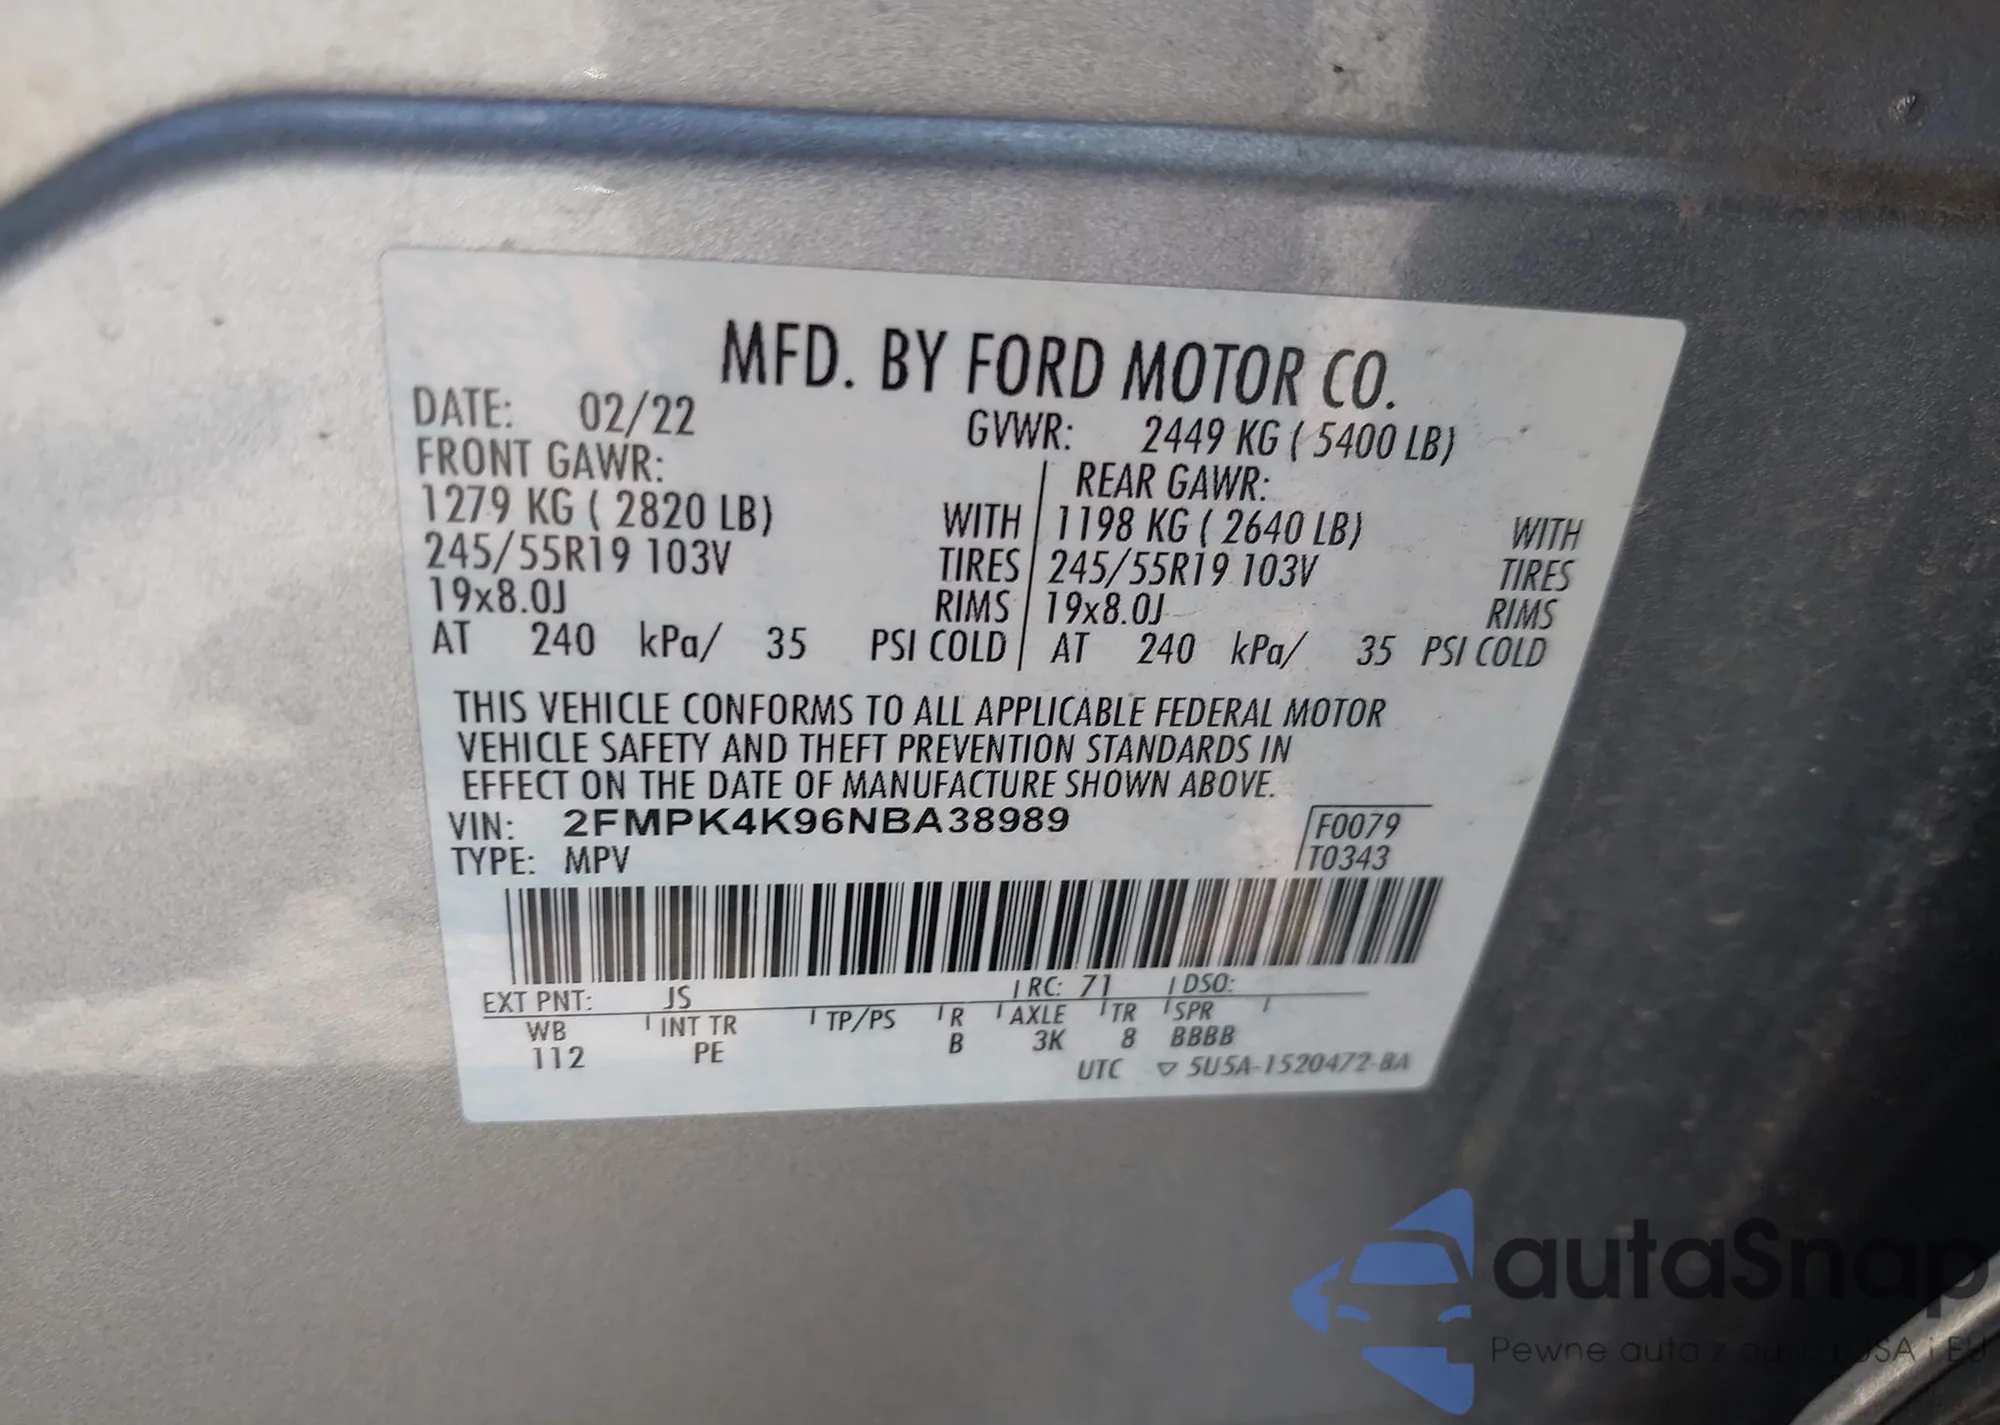 MFD. BY FORD MOTOR CO.
DATE: 02/22 GVWR: 2449 KG ( 5400 LB)
FRONT GAWR: REAR GAWR:
1279 KG ( 2820 LB) WITH 1198 KG ( 2640 LB) WITH
245/55R19 103V TIRES 245/55R19 103V TIRES
19x8.0J RIMS 19x8.0J RIMS
AT 240 kPa/ 35 PSI COLD AT 240 kPa/ 35 PSI COLD
THIS VEHICLE CONFORMS TO ALL APPLICABLE FEDERAL MOTOR
VEHICLE SAFETY AND THEFT PREVENTION STANDARDS IN
EFFECT ON THE DATE OF MANUFACTURE SHOWN ABOVE.
VIN: 2FMPK4K96NBA38989 F0079
TYPE: MPV T0343
EXT PNT: JS RC: 71 DSO:
WB INT TR TP/PS R AXLE TR SPR
112 PE B 3K 8 BBBB
UTC ▽ 5U5A-1520472-BA
autaSnap
Pewne auta z USA i EU